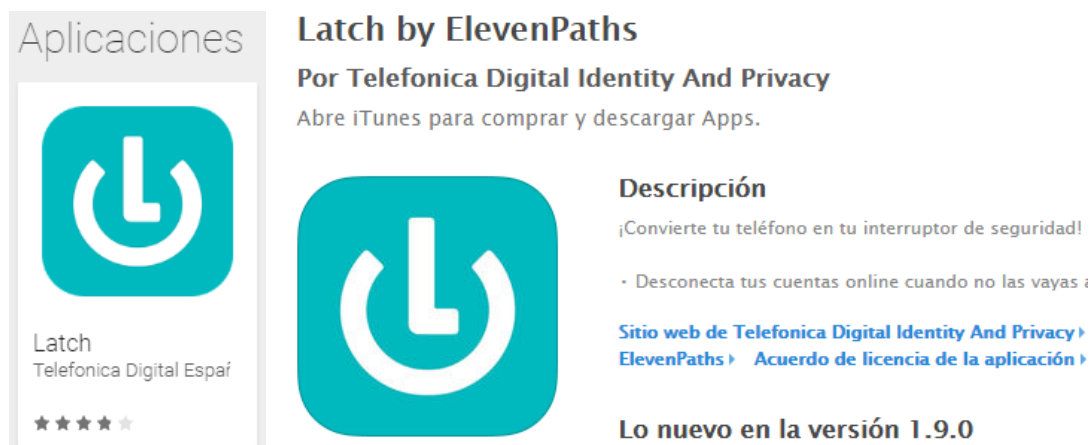 Aplicaciones
Latch
Telefonica Digital Españ
Latch by ElevenPaths
Por Telefonica Digital Identity And Privacy
Abre iTunes para comprar y descargar Apps.
Descripción
¡Convierte tu teléfono en tu interruptor de seguridad!
· Desconecta tus cuentas online cuando no las vayas a
Sitio web de Telefonica Digital Identity And Privacy
ElevenPaths Acuerdo de licencia de la aplicación
Lo nuevo en la versión 1.9.0